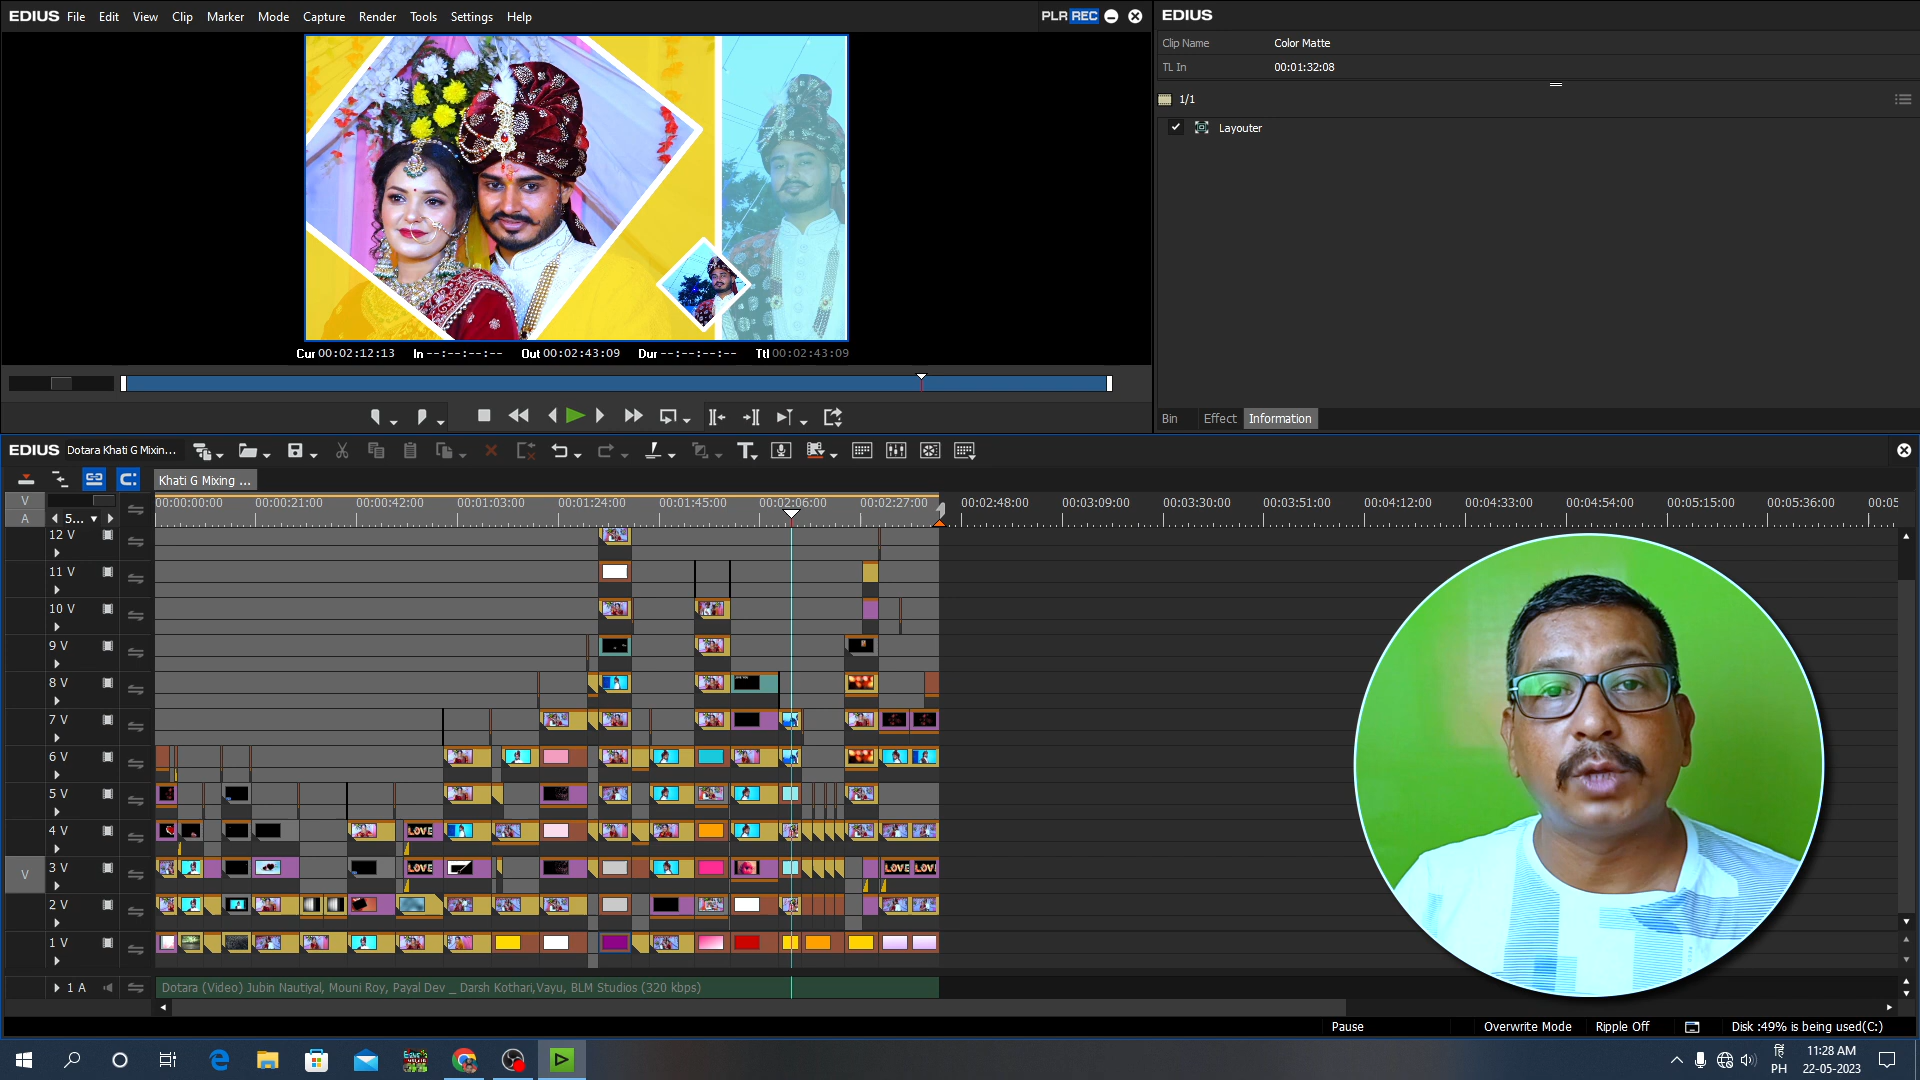 EDIUS File Edit View Clip Marker Mode Capture Render Tools Settings Help
PLR REC
EDIUS
Clip Name Color Matte
TL In 00:01:32:08
1/1
Layouter
Cur 00:02:12:13 In --:--:--:-- Out 00:02:43:09 Dur --:--:--:-- Ttl 00:02:43:09
Bin Effect Information
EDIUS Dotara Khati G Mixin...
Khati G Mixing ...
V 00:00:00:00 00:00:21:00 00:00:42:00 00:01:03:00 00:01:24:00 00:01:45:00 00:02:06:00 00:02:27:00 00:02:48:00 00:03:09:00 00:03:30:00 00:03:51:00 00:04:12:00 00:04:33:00 00:04:54:00 00:05:15:00 00:05:36:00 00:05
A 5...
12 V
11 V
10 V
9 V
8 V
7 V
6 V
5 V
4 V LOVE
V 3 V LOVE LOVE LOVE
2 V
1 V
1 A Dotara (Video) Jubin Nautiyal, Mouni Roy, Payal Dev _ Darsh Kothari,Vayu, BLM Studios (320 kbps)
Pause Overwrite Mode Ripple Off Disk :49% is being used(C:)
हि
PH
11:28 AM
22-05-2023